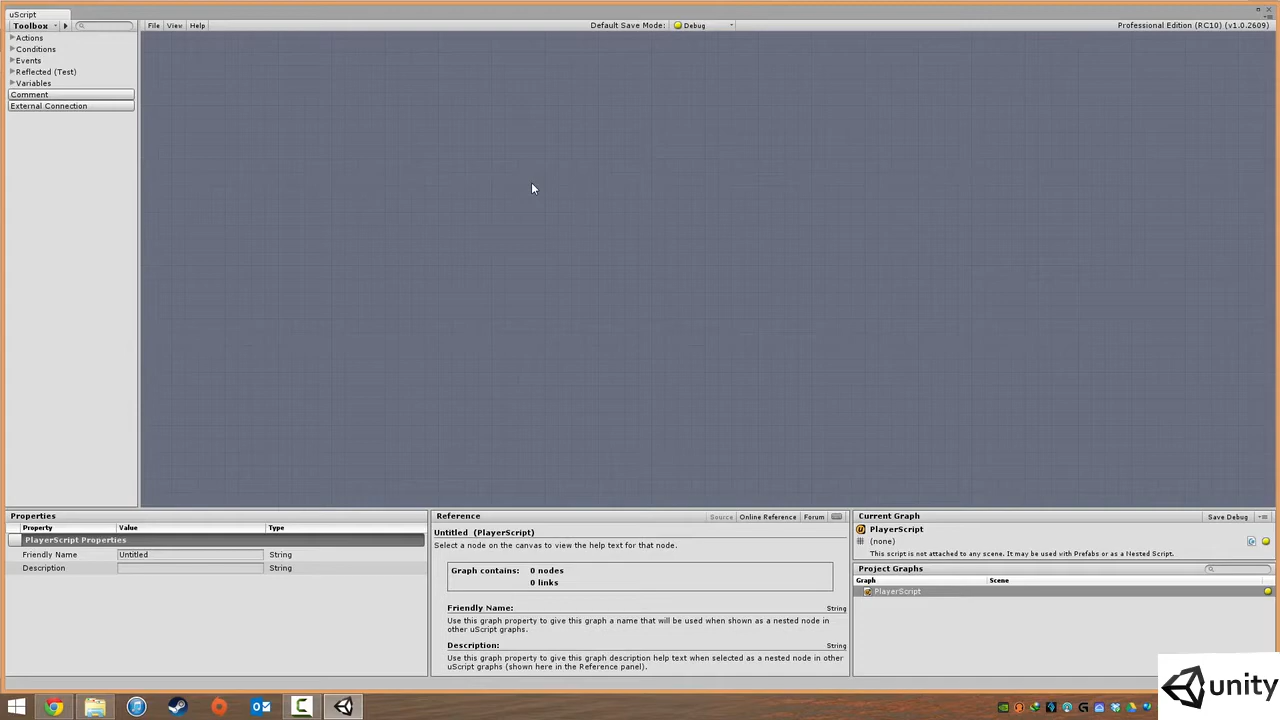 uScript
Toolbox
File View Help
Default Save Mode: Debug
Professional Edition (RC10) (v1.0.2609)
Actions
Conditions
Events
Reflected (Test)
Variables
Comment
External Connection
Properties
Property Value Type
PlayerScript Properties
Friendly Name Untitled String
Description String
Reference Source Online Reference Forum
Untitled (PlayerScript)
Select a node on the canvas to view the help text for that node.
Graph contains: 0 nodes
0 links
Friendly Name: String
Use this graph property to give this graph a name that will be used when shown as a nested node in
other uScript graphs.
Description: String
Use this graph property to give this graph description help text when selected as a nested node in other
uScript graphs (shown here in the Reference panel).
Current Graph Save Debug
PlayerScript
(none)
This script is not attached to any scene. It may be used with Prefabs or as a Nested Script.
Project Graphs
Graph Scene
PlayerScript
unity